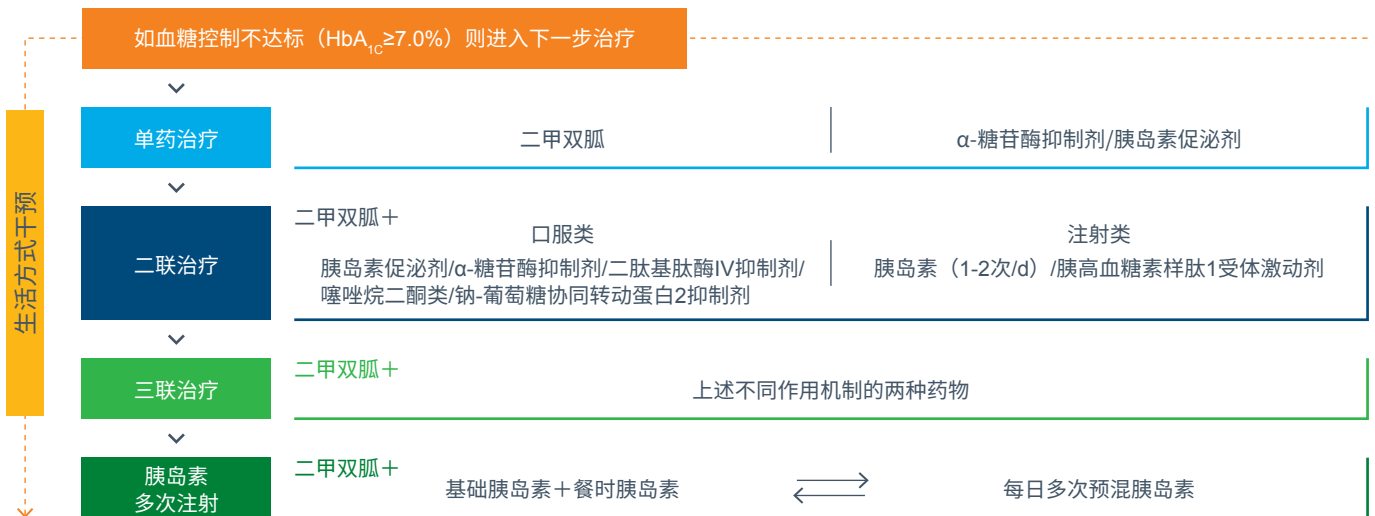 如血糖控制不达标（HbA1C≥7.0%）则进入下一步治疗
生活方式干预
单药治疗
二甲双胍
α-糖苷酶抑制剂/胰岛素促泌剂
二联治疗
二甲双胍＋
口服类
胰岛素促泌剂/α-糖苷酶抑制剂/二肽基肽酶IV抑制剂/
噻唑烷二酮类/钠-葡萄糖协同转动蛋白2抑制剂
注射类
胰岛素（1-2次/d）/胰高血糖素样肽1受体激动剂
三联治疗
二甲双胍＋
上述不同作用机制的两种药物
胰岛素
多次注射
二甲双胍＋
基础胰岛素＋餐时胰岛素
每日多次预混胰岛素